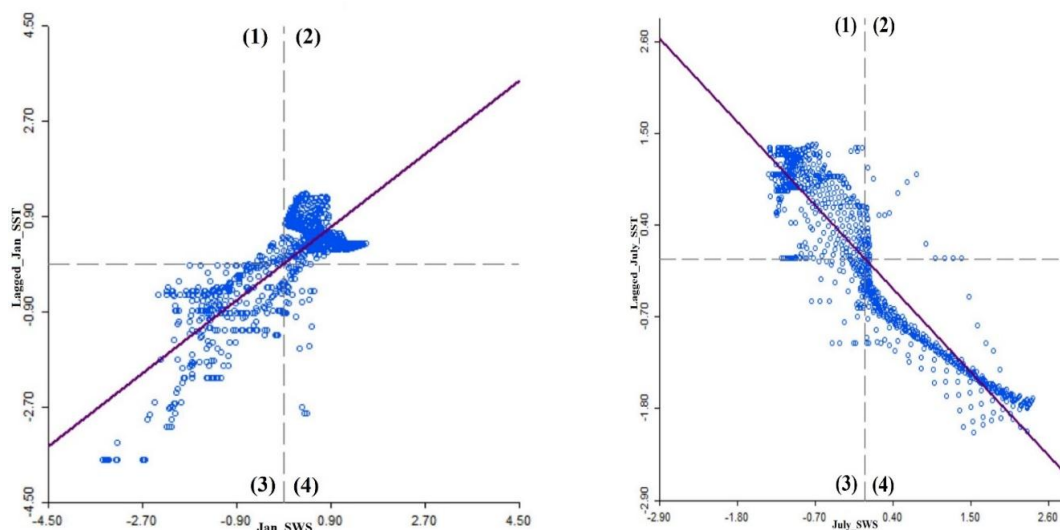 4.50
2.70
0.90
-0.90
-2.70
-4.50
Lagged_Jan_SST
(1) (2)
(3) (4)
-4.50 -2.70 -0.90 0.90 2.70 4.50
Jan_SWS
2.60
1.50
0.40
-0.70
-1.80
-2.90
Lagged_July_SST
(1) (2)
(3) (4)
-2.90 -1.80 -0.70 0.40 1.50 2.60
July_SWS